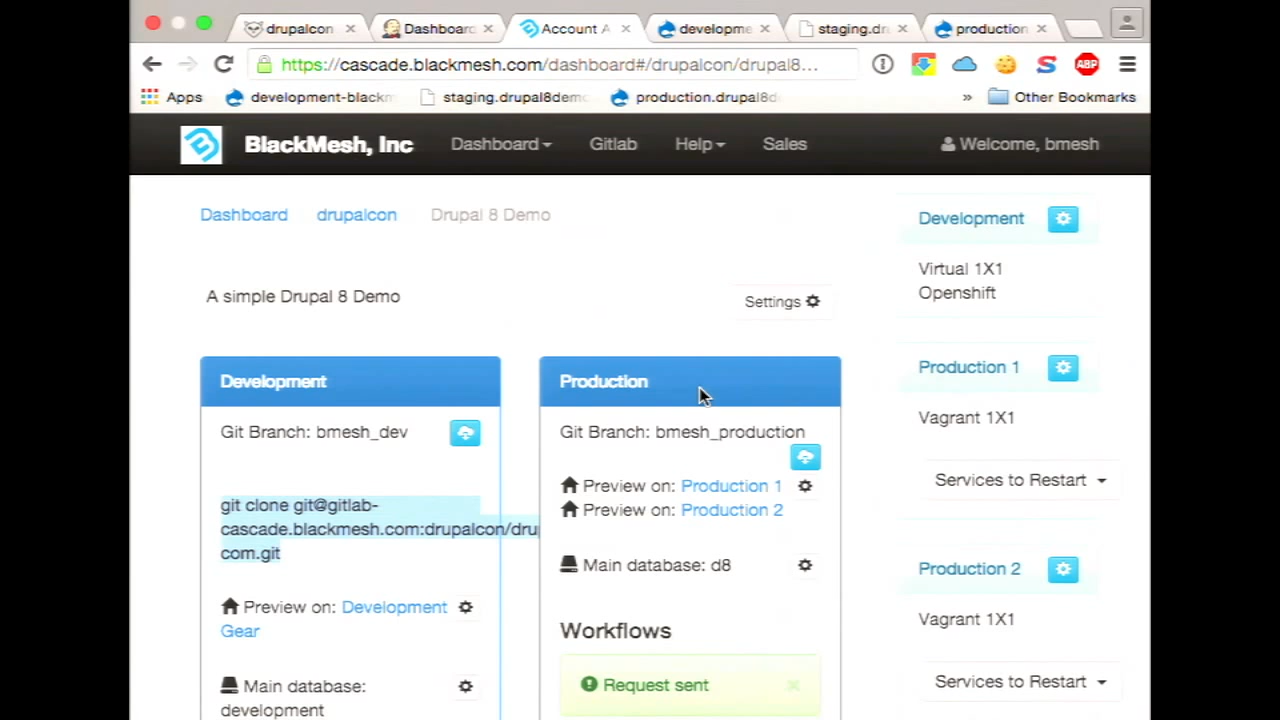 drupalcon
Dashboard
Account A
developme
staging.dr
production
https://cascade.blackmesh.com/dashboard#/drupalcon/drupal8...
ABP
Apps
development-blackm
staging.drupal8demo
production.drupal8d
»
Other Bookmarks
BlackMesh, Inc
Dashboard
Gitlab
Help
Sales
Welcome, bmesh
Dashboard
drupalcon
Drupal 8 Demo
A simple Drupal 8 Demo
Settings
Development
Git Branch: bmesh_dev
git clone git@gitlab-
cascade.blackmesh.com:drupalcon/dru
com.git
Preview on: Development
Gear
Main database:
development
Production
Git Branch: bmesh_production
Preview on: Production 1
Preview on: Production 2
Main database: d8
Workflows
Request sent
Development
Virtual 1X1
Openshift
Production 1
Vagrant 1X1
Services to Restart
Production 2
Vagrant 1X1
Services to Restart